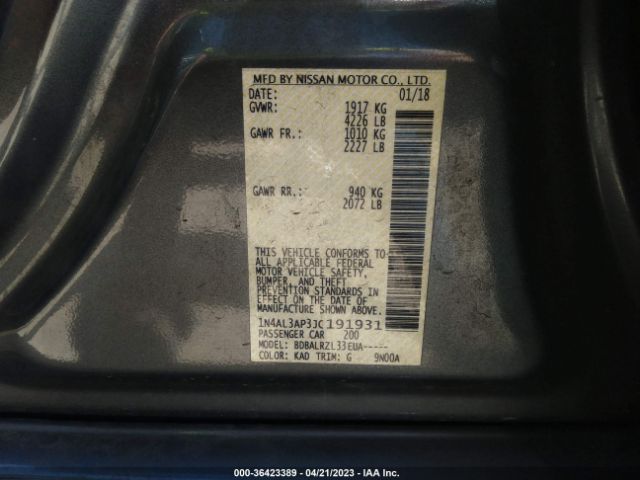 MFD BY NISSAN MOTOR CO., LTD.
DATE: 01/18
GVWR: 1917 KG
4226 LB
GAWR FR.: 1010 KG
2227 LB
GAWR RR.: 940 KG
2072 LB
THIS VEHICLE CONFORMS TO
ALL APPLICABLE FEDERAL
MOTOR VEHICLE SAFETY,
BUMPER, AND THEFT
PREVENTION STANDARDS
IN EFFECT ON THE DATE OF
MANUFACTURE SHOWN ABOVE.
1N4AL3AP3JC191931
PASSENGER CAR 200
MODEL: BDBALRZL33EUA-----
COLOR: KAD TRIM: G 9N00A
000-36423389 - 04/21/2023 - IAA Inc.